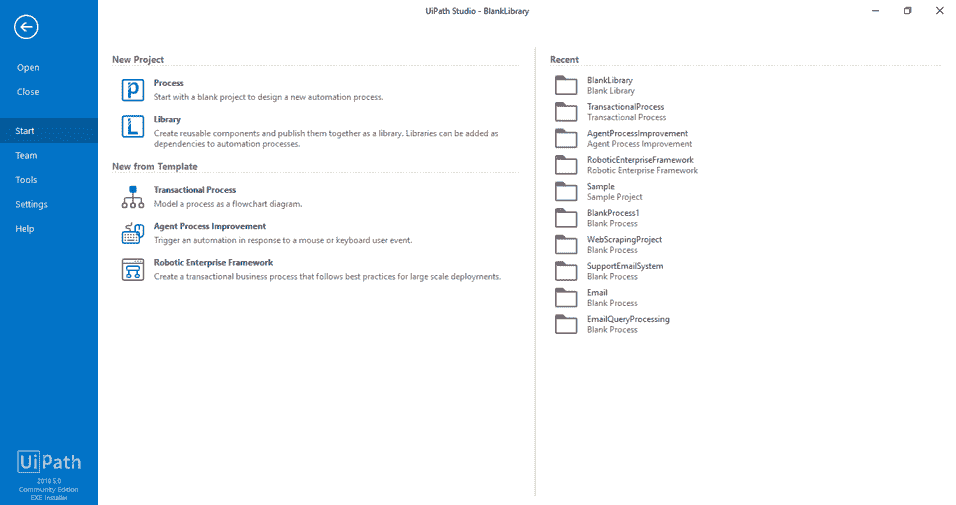 UiPath Studio - BlankLibrary
Open
Close
Start
Team
Tools
Settings
Help
New Project
Process
Start with a blank project to design a new automation process.
Library
Create reusable components and publish them together as a library. Libraries can be added as
dependencies to automation processes.
New from Template
Transactional Process
Model a process as a flowchart diagram.
Agent Process Improvement
Trigger an automation in response to a mouse or keyboard user event.
Robotic Enterprise Framework
Create a transactional business process that follows best practices for large scale deployments.
Recent
BlankLibrary
Blank Library
TransactionalProcess
Transactional Process
AgentProcessImprovement
Agent Process Improvement
RoboticEnterpriseFramework
Robotic Enterprise Framework
Sample
Sample Project
BlankProcess1
Blank Process
WebScrapingProject
Blank Process
SupportEmailSystem
Blank Process
Email
Blank Process
EmailQueryProcessing
Blank Process
UiPath
Community Edition
EXE Installer